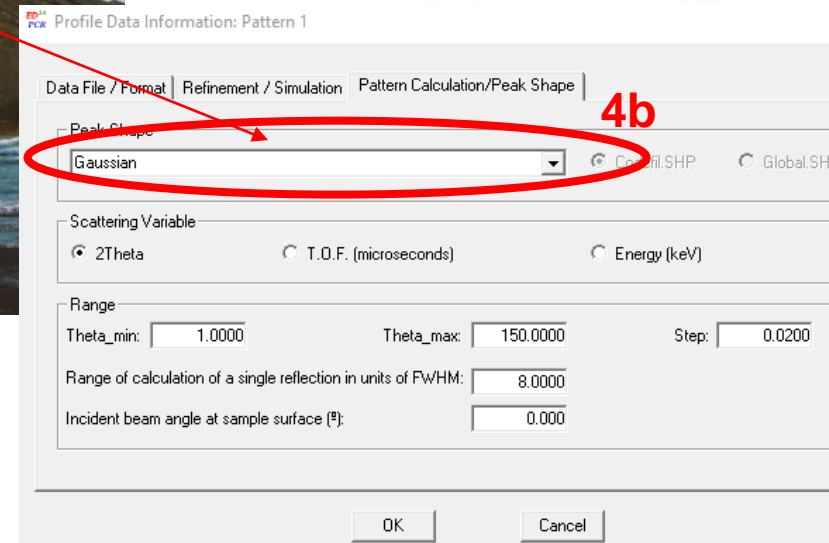 ED PCR Profile Data Information: Pattern 1
Data File / Format Refinement / Simulation Pattern Calculation/Peak Shape
4b
Peak Shape
Gaussian Codefil.SHP Global.SH
Scattering Variable
2Theta T.O.F. (microseconds) Energy (keV)
Range
Theta_min: 1.0000 Theta_max: 150.0000 Step: 0.0200
Range of calculation of a single reflection in units of FWHM: 8.0000
Incident beam angle at sample surface (º): 0.000
OK Cancel